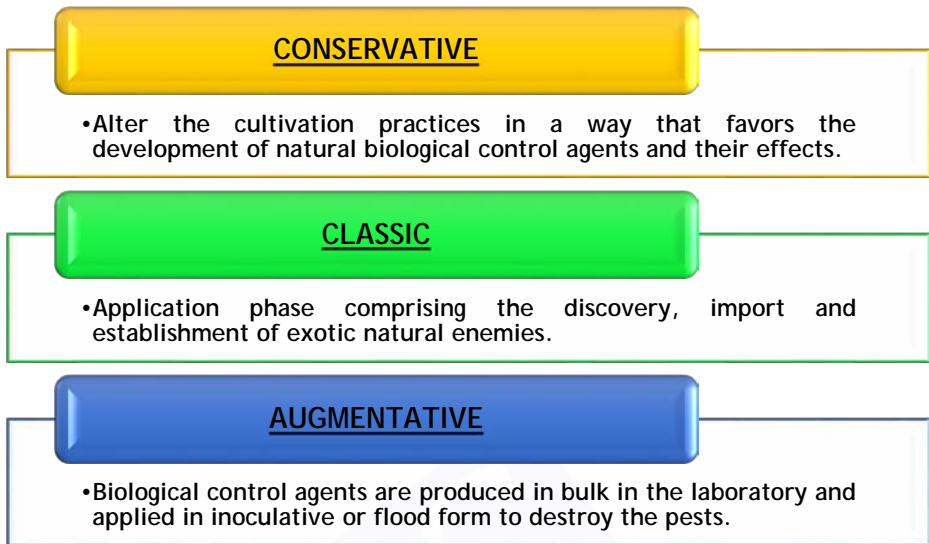 CONSERVATIVE
•Alter the cultivation practices in a way that favors the
development of natural biological control agents and their effects.
CLASSIC
•Application phase comprising the discovery, import and
establishment of exotic natural enemies.
AUGMENTATIVE
•Biological control agents are produced in bulk in the laboratory and
applied in inoculative or flood form to destroy the pests.